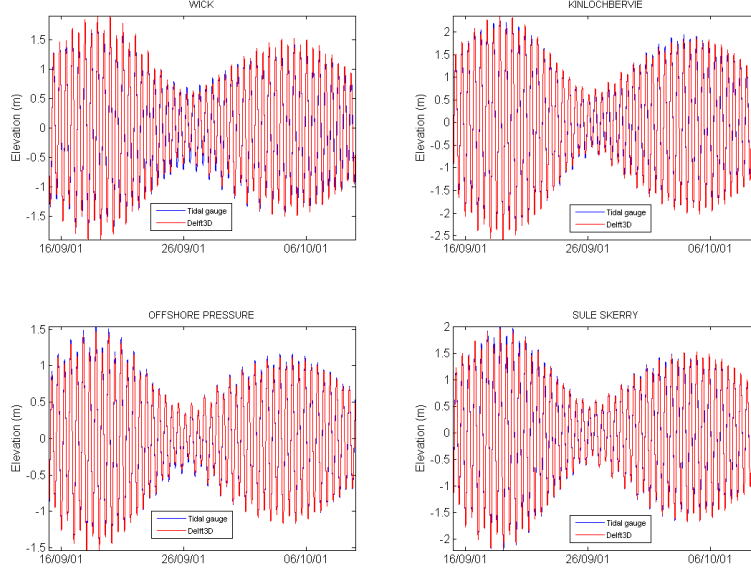 WICK
1.5
1
0.5
0
-0.5
-1
-1.5
Elevation (m)
Tidal gauge
Delft3D
16/09/01 26/09/01 06/10/01
KINLOCHBERVIE
2
1.5
1
0.5
0
-0.5
-1
-1.5
-2
-2.5
Elevation (m)
Tidal gauge
Delft3D
16/09/01 26/09/01 06/10/01
OFFSHORE PRESSURE
1.5
1
0.5
0
-0.5
-1
-1.5
Elevation (m)
Tidal gauge
Delft3D
16/09/01 26/09/01 06/10/01
SULE SKERRY
2
1.5
1
0.5
0
-0.5
-1
-1.5
-2
Elevation (m)
Tidal gauge
Delft3D
16/09/01 26/09/01 06/10/01